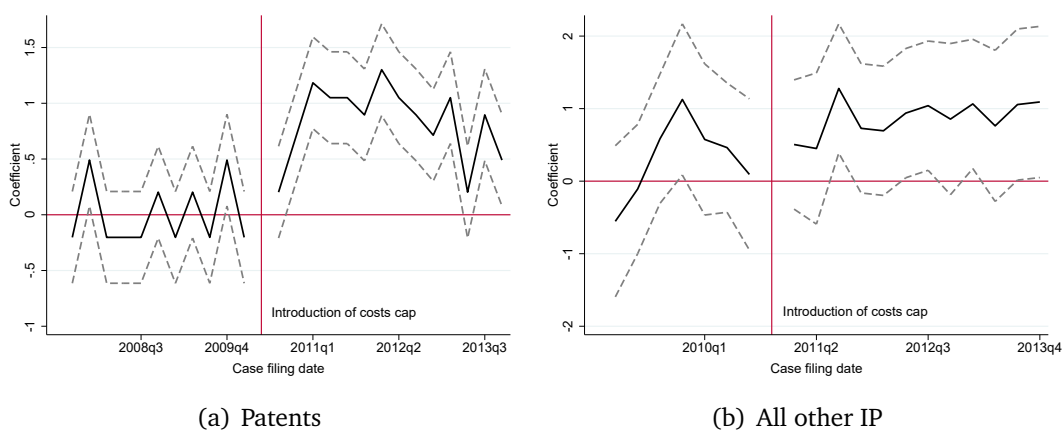 1.5
1
.5
0
-.5
-1
Coefficient
Introduction of costs cap
2008q3 2009q4 2011q1 2012q2 2013q3
Case filing date
(a) Patents
2
1
0
-1
-2
Coefficient
Introduction of costs cap
2010q1 2011q2 2012q3 2013q4
Case filing date
(b) All other IP